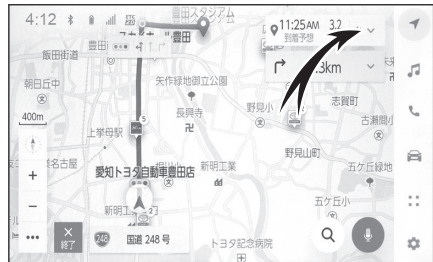 4:12
豊田スタジアム
11:25AM 3.2
到着予想
豊田
飯田街道
3km
朝日丘中
矢作緑地御立公園
志賀町
長興寺
野見小
古瀬間
400m
5
上挙母駅
野見山町
名古屋
愛知トヨタ自動車豊田店
新明工業
五ケ丘緑地
五ケ丘小
新明工
2
終了
248
国道 248 号
トヨタ記念病院